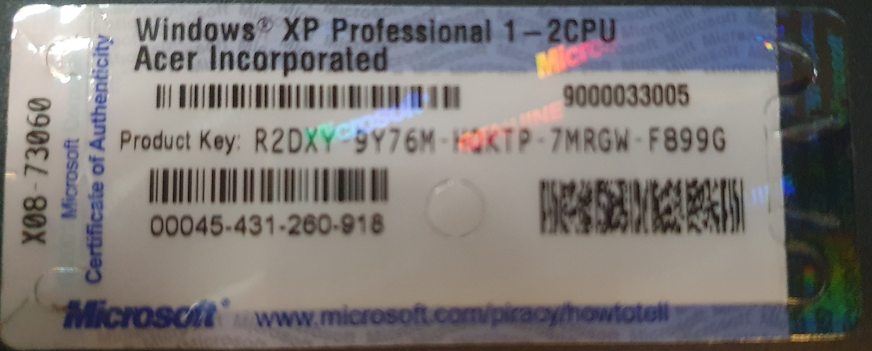 Windows® XP Professional 1-2CPU
Acer Incorporated
9000033005
Product Key: R2DXY-9Y76M- -7MRGW-F899G
00045-431-260-918
Microsoft® www.microsoft.com/piracy/howtotell
X08-73060
Microsoft
Certificate of Authenticity